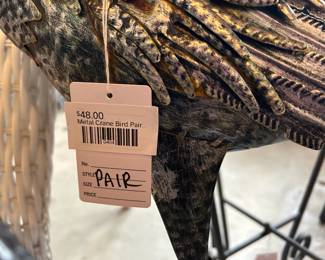 $48.00
Metal Crane Bird Pair
No.
STYLE
PAIR
SIZE
PRICE